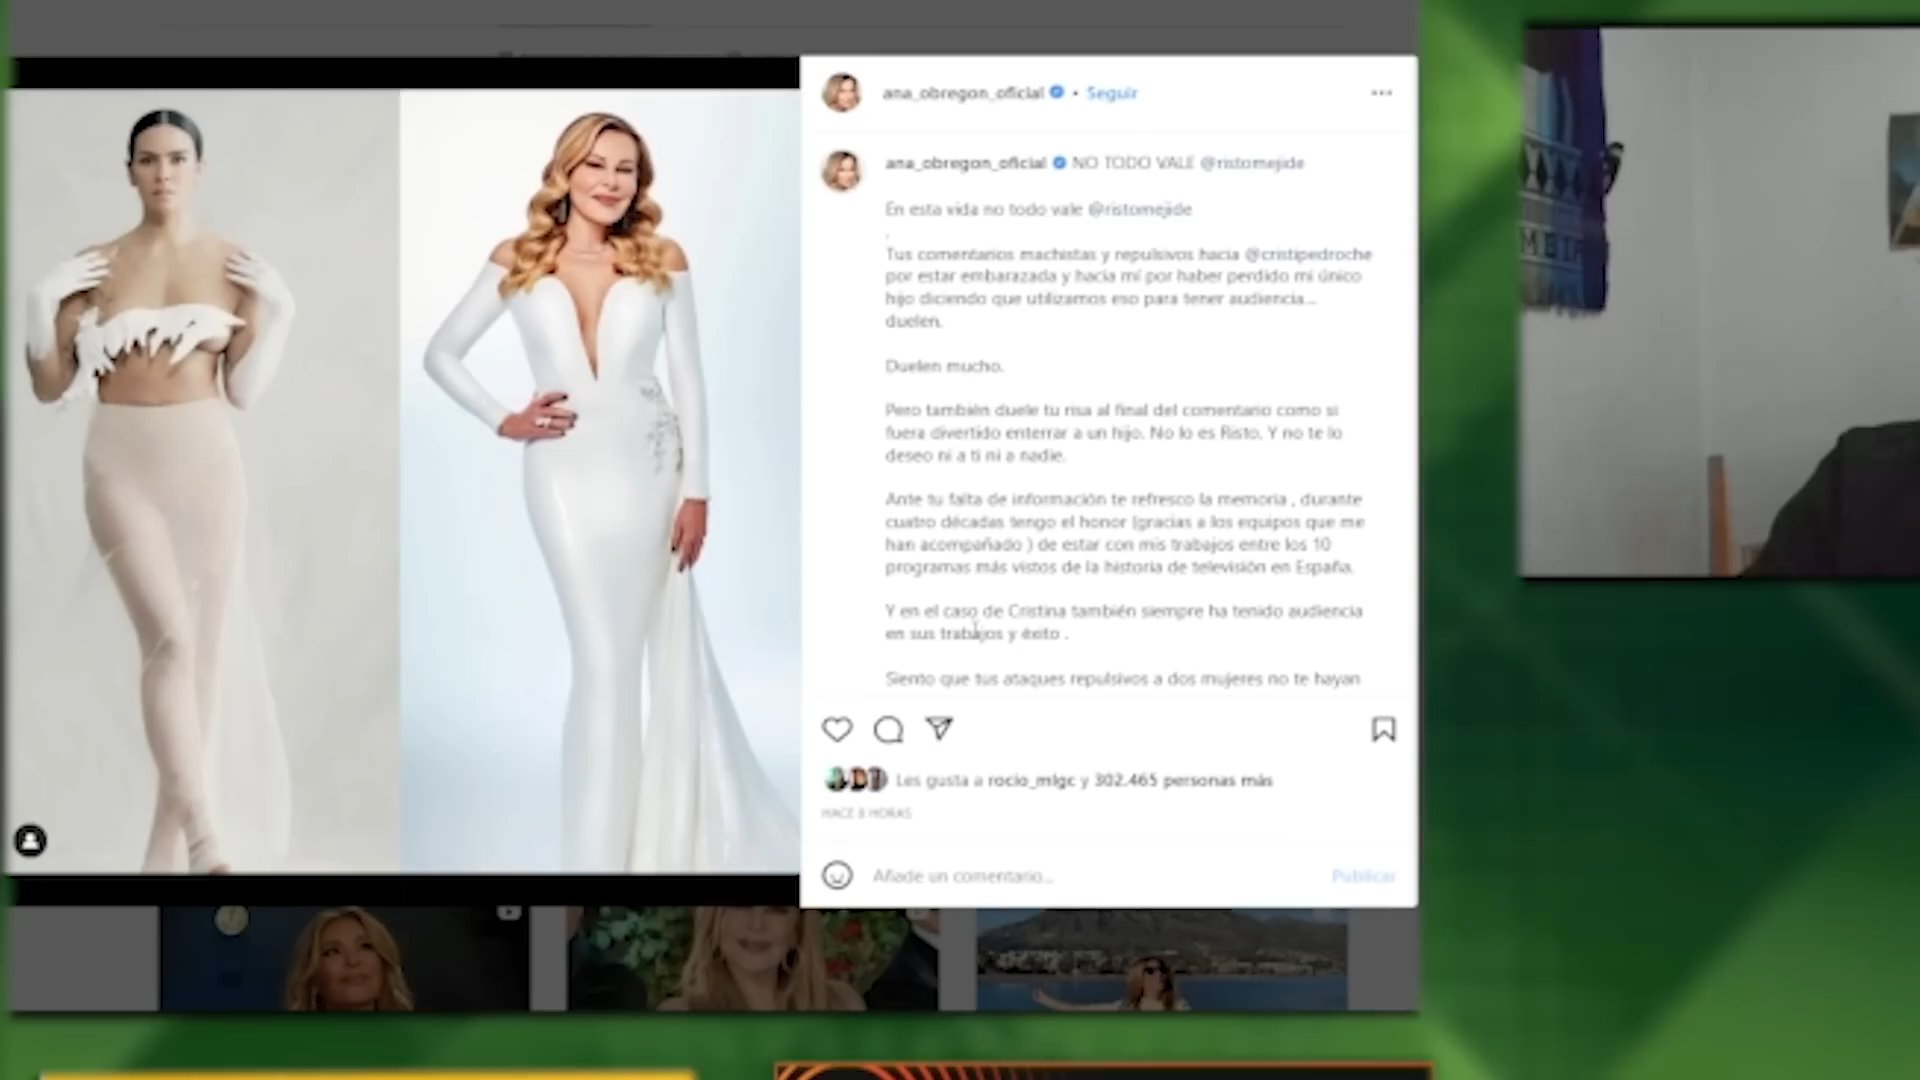 ana_obregon_oficial • Seguir
ana_obregon_oficial NO TODO VALE @ristomejide
En esta vida no todo vale @ristomejide
.
Tus comentarios machistas y repulsivos hacia @cristipedroche
por estar embarazada y hacia mí por haber perdido mi único
hijo diciendo que utilizamos eso para tener audiencia...
duelen.
Duelen mucho.
Pero también duele tu risa al final del comentario como si
fuera divertido enterrar a un hijo. No lo es Risto. Y no te lo
deseo ni a ti ni a nadie.
Ante tu falta de información te refresco la memoria , durante
cuatro décadas tengo el honor (gracias a los equipos que me
han acompañado ) de estar con mis trabajos entre los 10
programas más vistos de la historia de televisión en España.
Y en el caso de Cristina también siempre ha tenido audiencia
en sus trabajos y éxito .
Siento que tus ataques repulsivos a dos mujeres no te hayan
Les gusta a rocio_mlgc y 302.465 personas más
HACE 8 HORAS
Añade un comentario...
Publicar